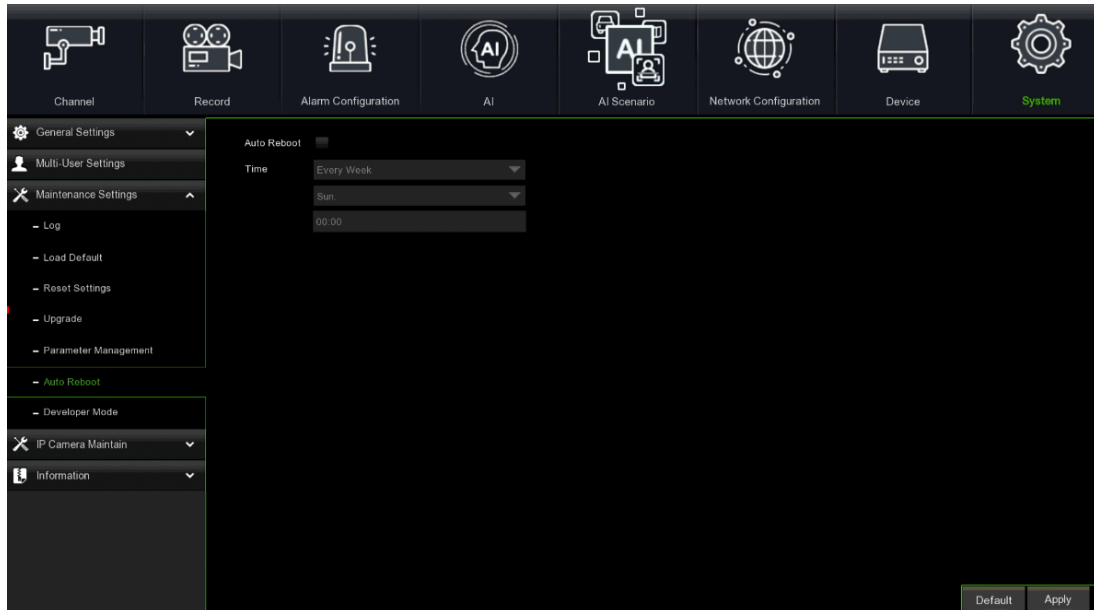 AI
AI
Channel
Record
Alarm Configuration
AI
AI Scenario
Network Configuration
Device
System
General Settings
Multi-User Settings
Maintenance Settings
– Log
– Load Default
– Reset Settings
– Upgrade
– Parameter Management
– Auto Reboot
– Developer Mode
IP Camera Maintain
Information
Auto Reboot
Time
Every Week
Sun.
00:00
Default
Apply